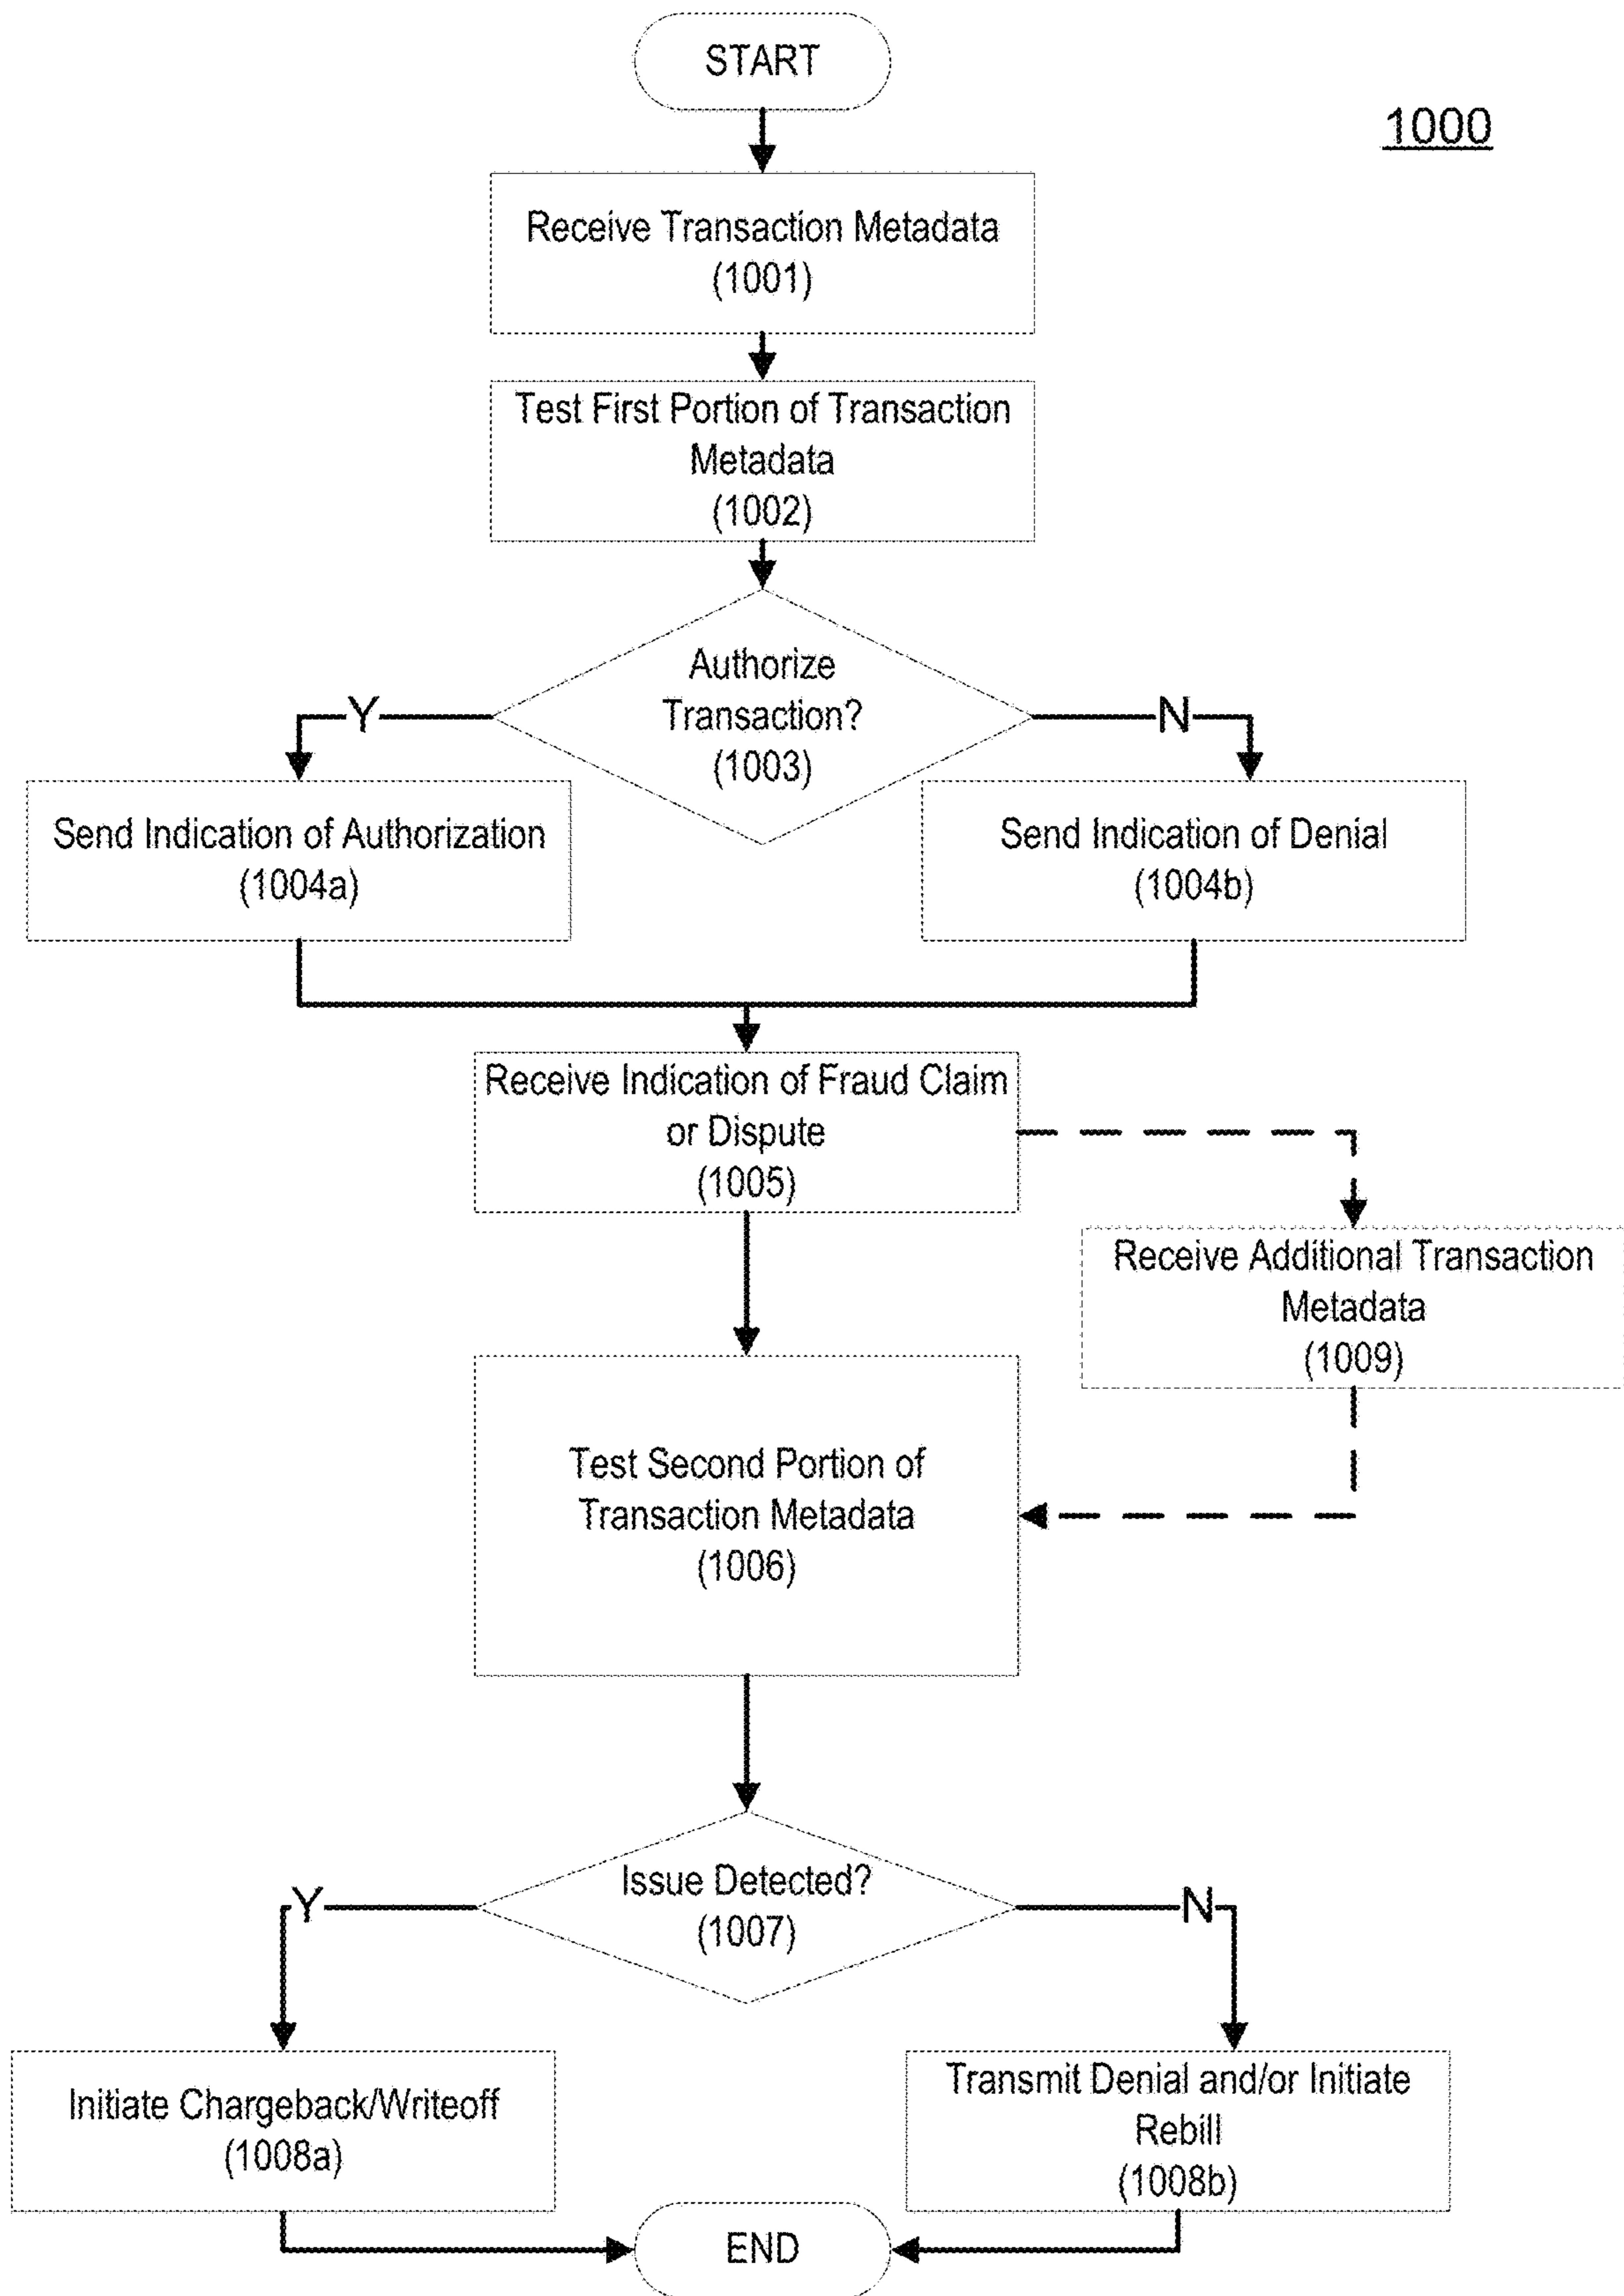 START
1000
Receive Transaction Metadata
(1001)
Test First Portion of Transaction
Metadata
(1002)
Authorize
Transaction?
(1003)
Y
N
Send Indication of Authorization
(1004a)
Send Indication of Denial
(1004b)
Receive Indication of Fraud Claim
or Dispute
(1005)
Receive Additional Transaction
Metadata
(1009)
Test Second Portion of
Transaction Metadata
(1006)
Issue Detected?
(1007)
Y
N
Initiate Chargeback/Writeoff
(1008a)
Transmit Denial and/or Initiate
Rebill
(1008b)
END